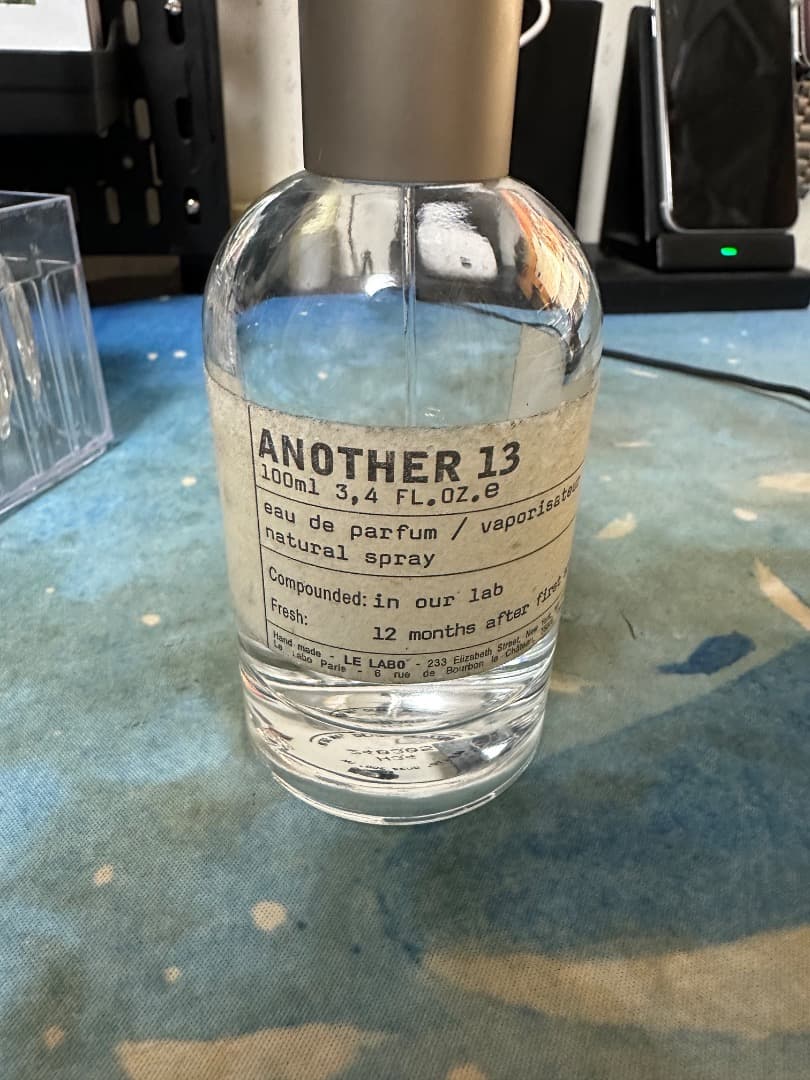 ANOTHER 13
100ml 3,4 FL.OZ.e
eau de parfum / vaporisateur
natural spray
Compounded: in our lab
Fresh: 12 months after first
Hand made - LE LABO - 233 Elizabeth Street, New York
Le Labo Paris - 6 rue de Bourbon le Château